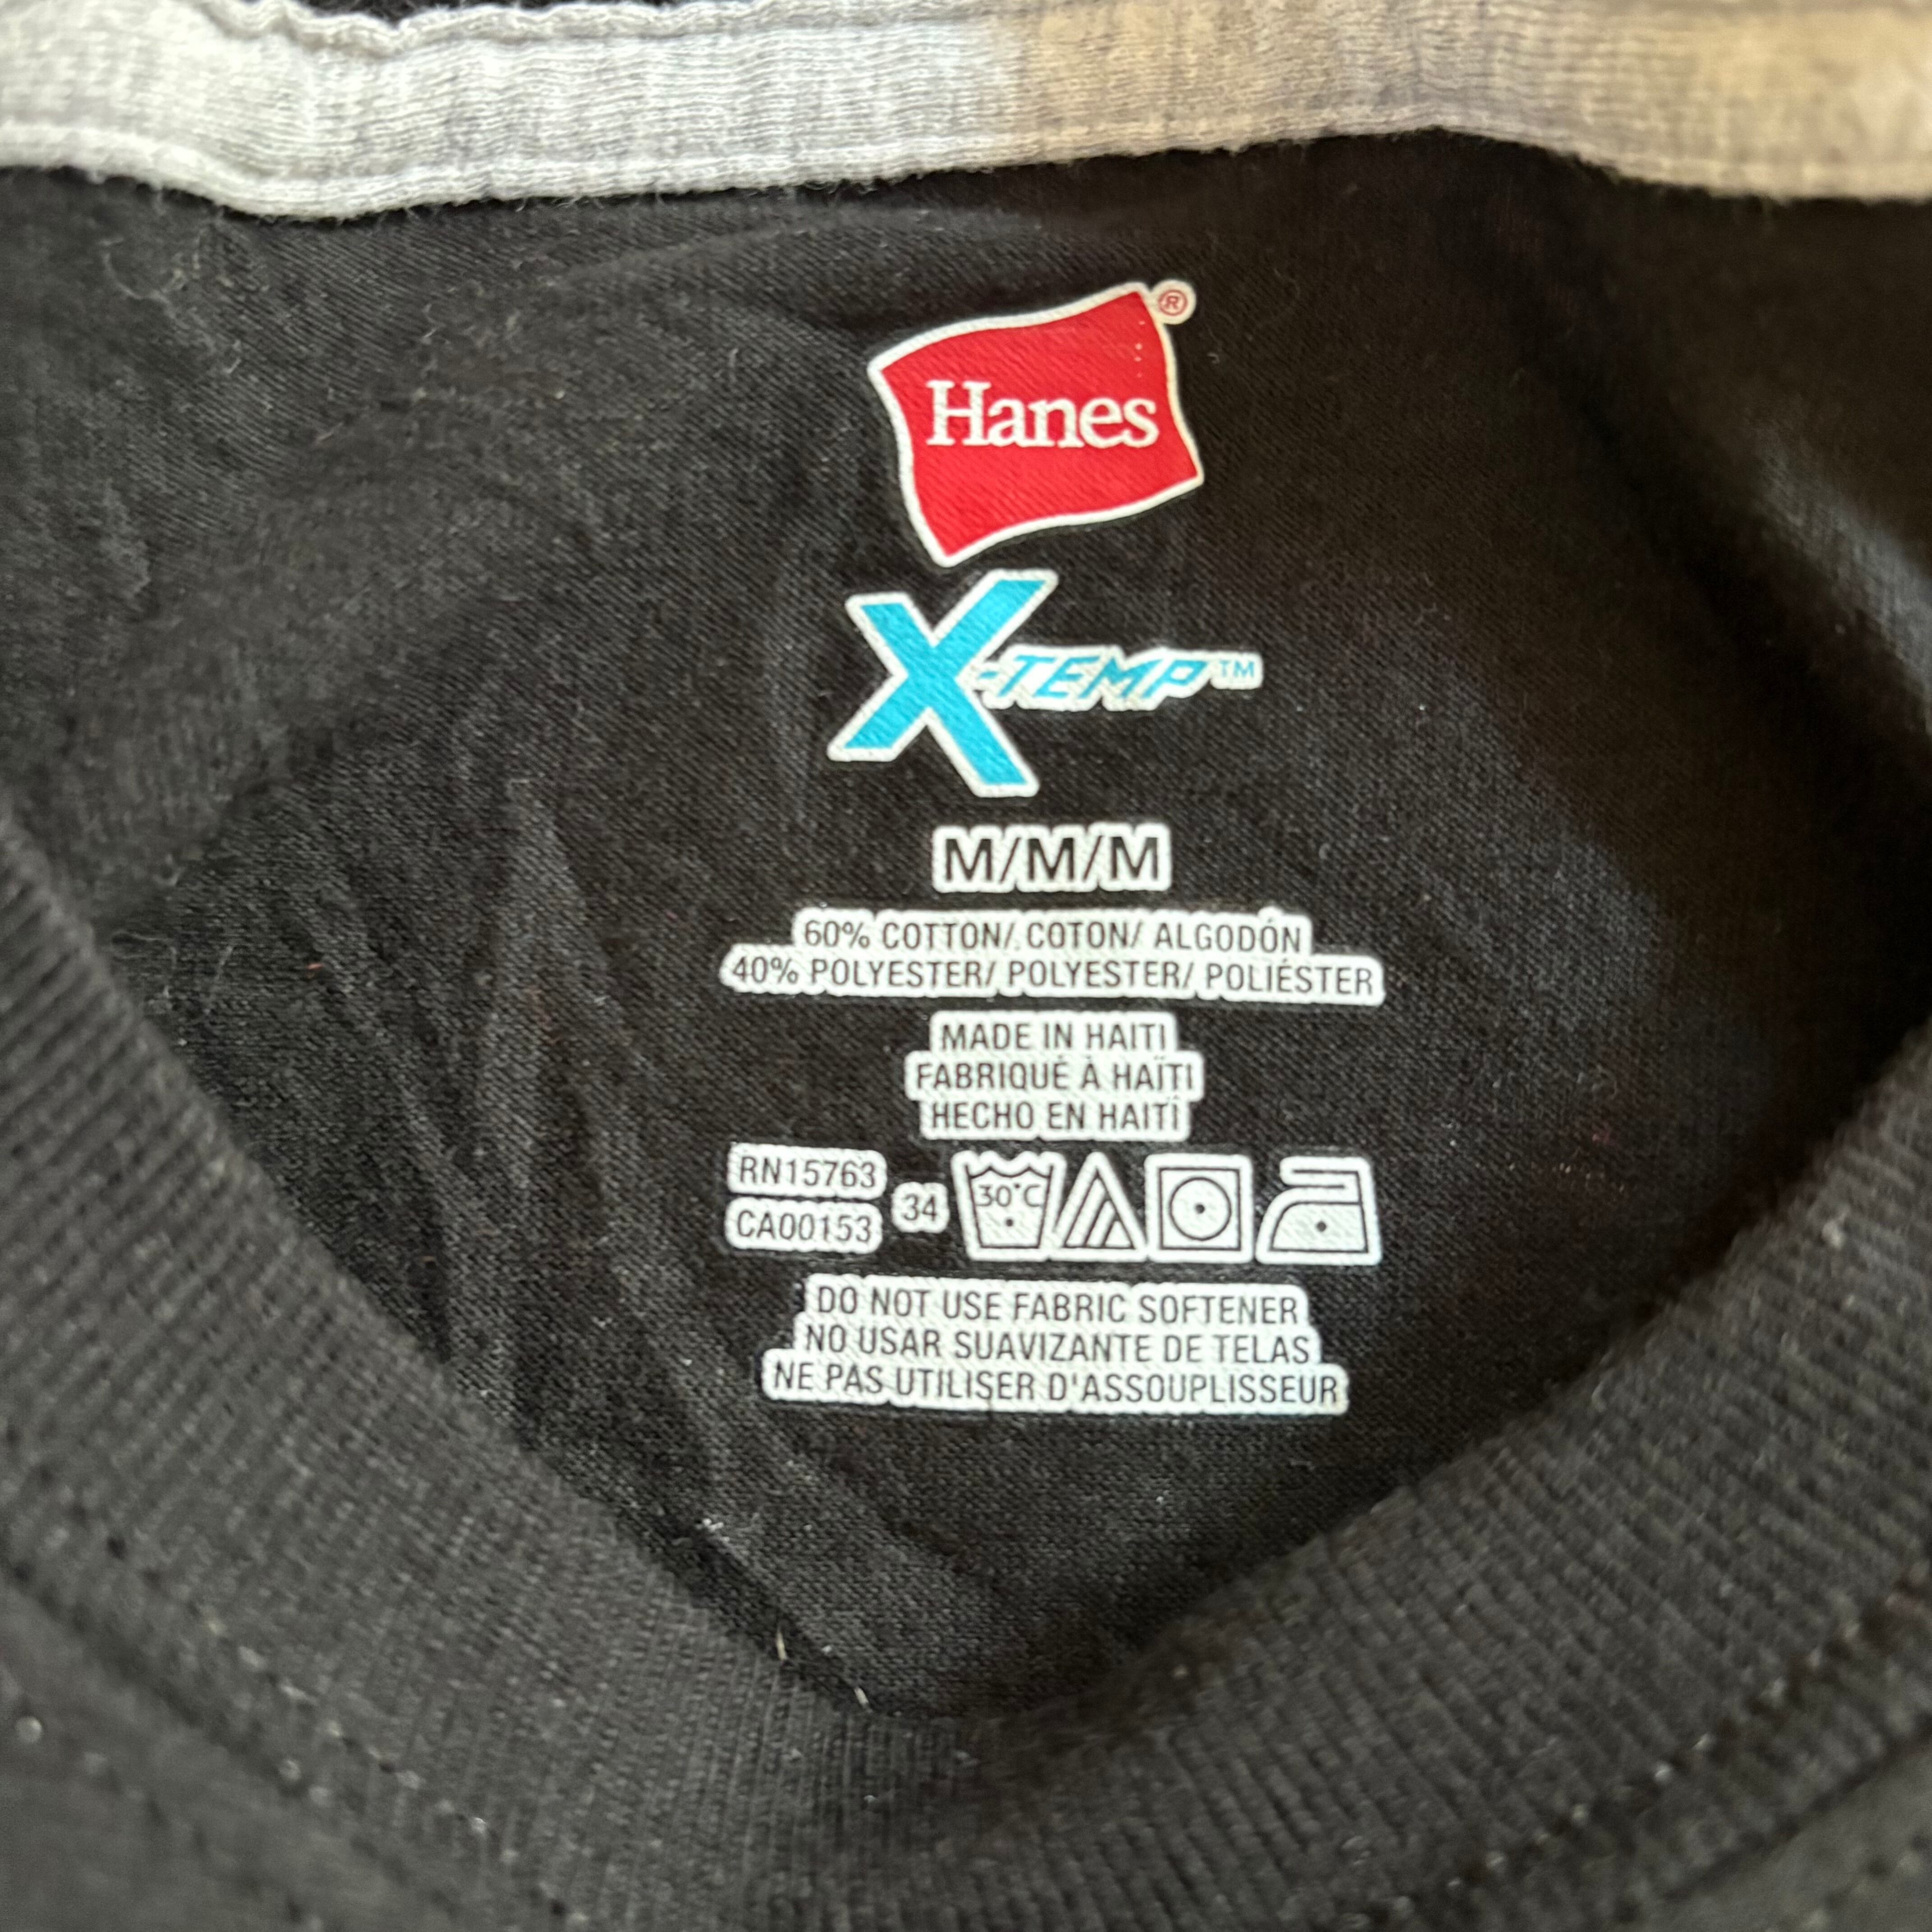 Hanes®
X-TEMP™
M/M/M
60% COTTON/ COTON/ ALGODÓN
40% POLYESTER/ POLYESTER/ POLIÉSTER
MADE IN HAITI
FABRIQUÉ À HAÏTI
HECHO EN HAITÍ
RN15763
CA00153
34
30°C
DO NOT USE FABRIC SOFTENER
NO USAR SUAVIZANTE DE TELAS
NE PAS UTILISER D'ASSOUPLISSEUR